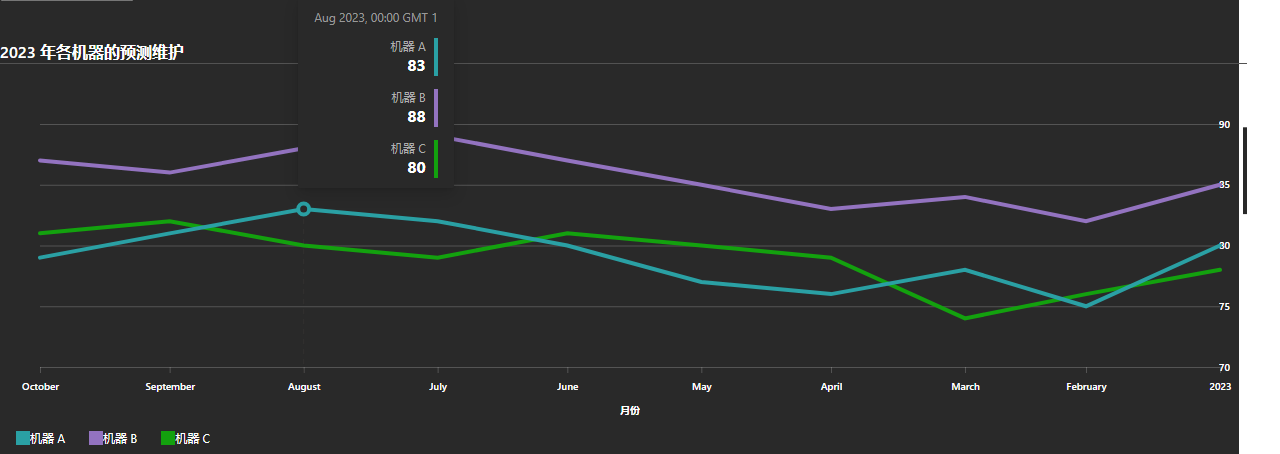 Aug 2023, 00:00 GMT 1
2023 年各机器的预测维护
机器 A
83
机器 B
88
机器 C
80
90
85
80
75
70
October September August July June May April March February 2023
月份
机器 A 机器 B 机器 C